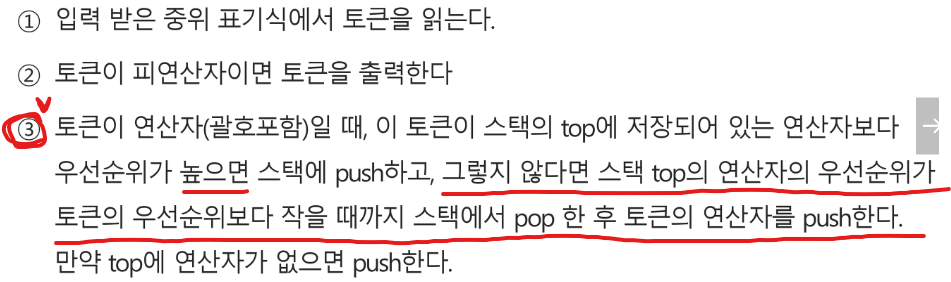 ① 입력 받은 중위 표기식에서 토큰을 읽는다.
② 토큰이 피연산자이면 토큰을 출력한다
③ 토큰이 연산자(괄호포함)일 때, 이 토큰이 스택의 top에 저장되어 있는 연산자보다
우선순위가 높으면 스택에 push하고, 그렇지 않다면 스택 top의 연산자의 우선순위가
토큰의 우선순위보다 작을 때까지 스택에서 pop 한 후 토큰의 연산자를 push한다.
만약 top에 연산자가 없으면 push한다.